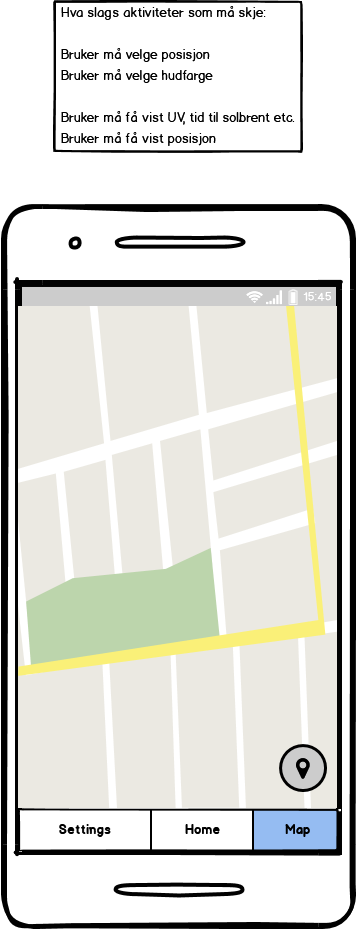 Hva slags aktiviteter som må skje:
Bruker må velge posisjon
Bruker må velge hudfarge
Bruker må få vist UV, tid til solbrent etc.
Bruker må få vist posisjon
15:45
Settings
Home
Map